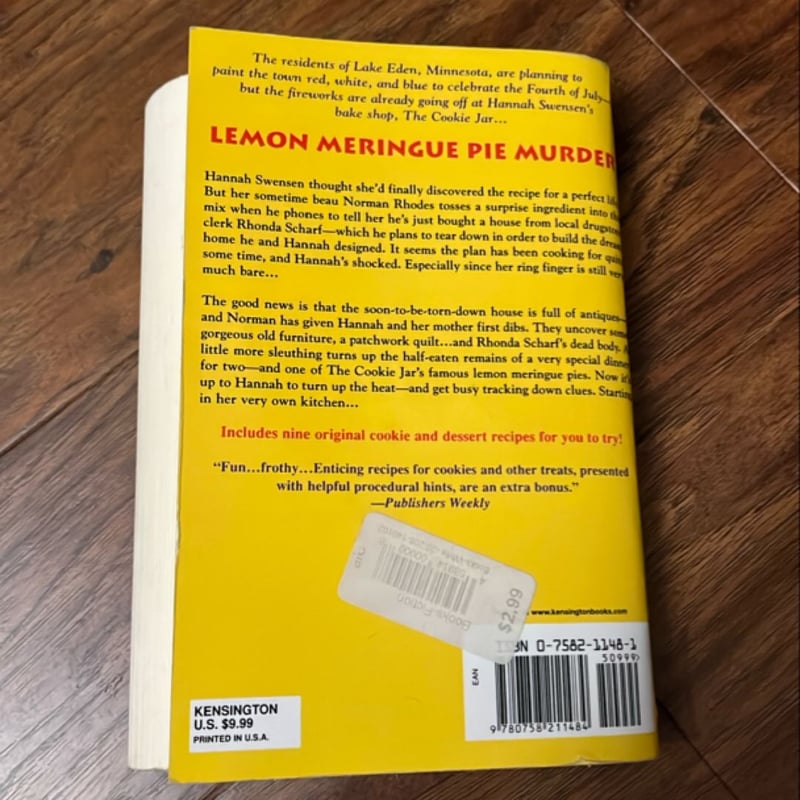 The residents of Lake Eden, Minnesota, are planning to
paint the town red, white, and blue to celebrate the Fourth of July—
but the fireworks are already going off at Hannah Swensen's
bake shop, The Cookie Jar...
LEMON MERINGUE PIE MURDER
Hannah Swensen thought she'd finally discovered the recipe for a perfect
But her sometime beau Norman Rhodes tosses a surprise ingredient into
mix when he phones to tell her he's just bought a house from local
clerk Rhonda Scharf—which he plans to tear down in order to build the
home he and Hannah designed. It seems the plan has been cooking for
some time, and Hannah's shocked. Especially since her ring finger is still
much bare...
The good news is that the soon-to-be-torn-down house is full of antiques—
and Norman has given Hannah and her mother first dibs. They uncover
gorgeous old furniture, a patchwork quilt...and Rhonda Scharf's dead body.
little more sleuthing turns up the half-eaten remains of a very special dinner
for two—and one of The Cookie Jar's famous lemon meringue pies. Now
up to Hannah to turn up the heat—and get busy tracking down clues. Starting
in her very own kitchen...
Includes nine original cookie and dessert recipes for you to try!
“Fun...frothy...Enticing recipes for cookies and other treats, presented
with helpful procedural hints, are an extra bonus.”
—Publishers Weekly
Books-Fiction
$2.99
www.kensingtonbooks.com
ISBN 0-7582-1148-1
50999>
EAN
9 780758 211484
KENSINGTON
U.S. $9.99
PRINTED IN U.S.A.